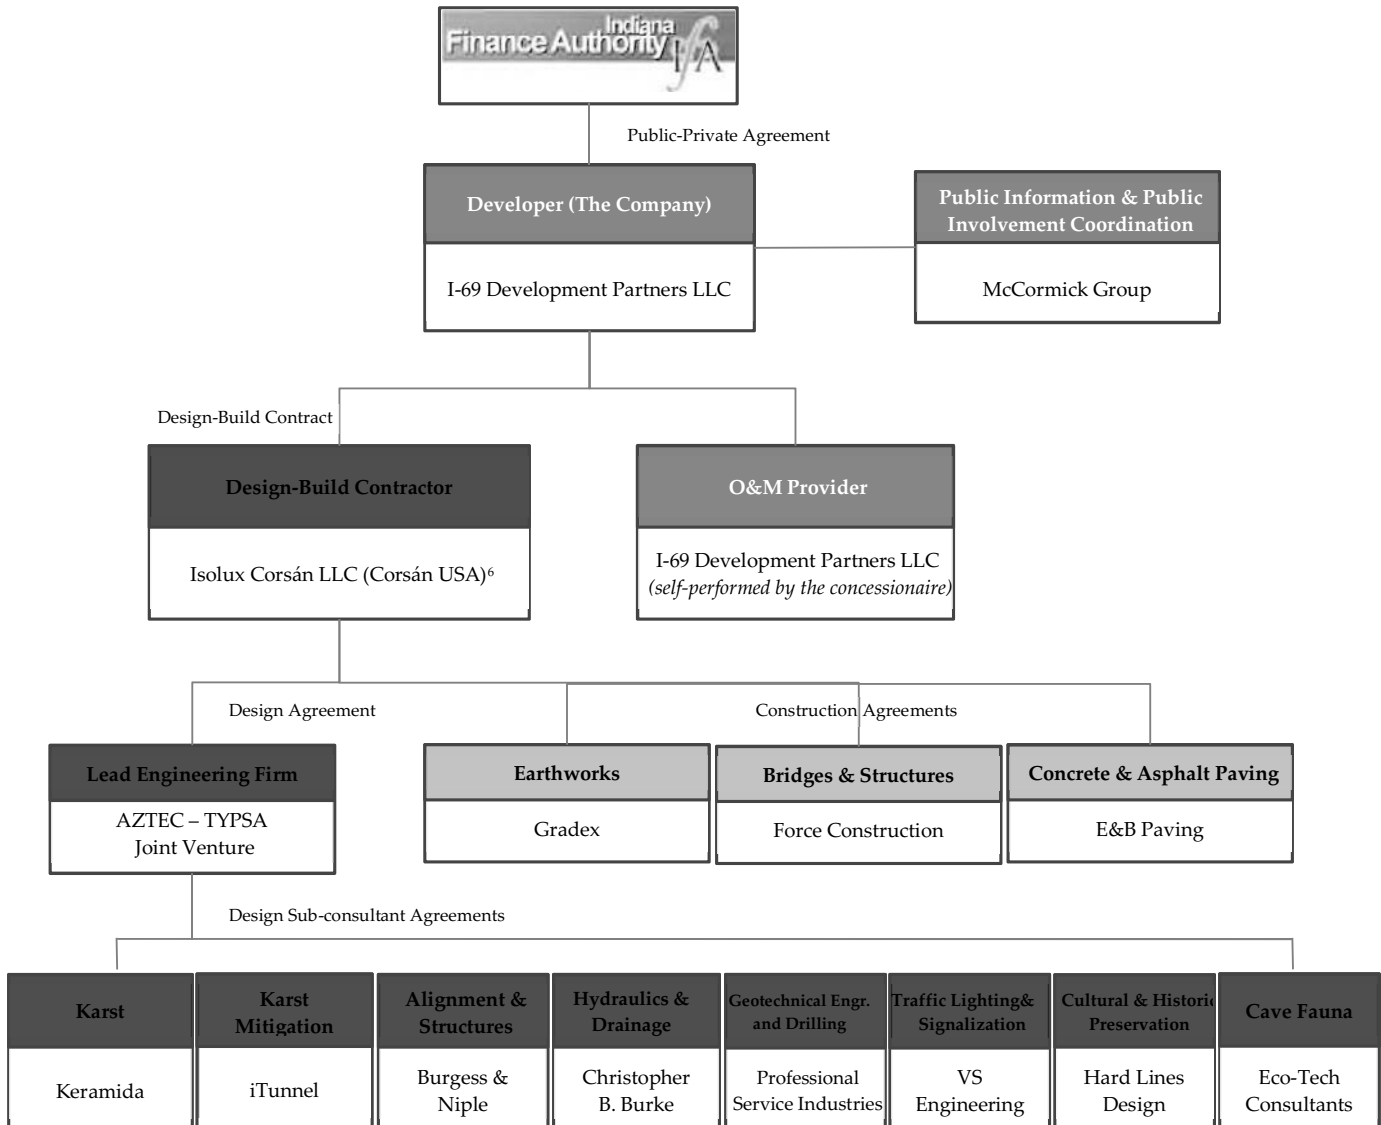 Indiana
Finance Authority
IfA
Public-Private Agreement
Developer (The Company)
I-69 Development Partners LLC
Public Information & Public
Involvement Coordination
McCormick Group
Design-Build Contract
Design-Build Contractor
Isolux Corsán LLC (Corsán USA)⁶
O&M Provider
I-69 Development Partners LLC
(self-performed by the concessionaire)
Design Agreement
Construction Agreements
Lead Engineering Firm
AZTEC – TYPSA
Joint Venture
Earthworks
Gradex
Bridges & Structures
Force Construction
Concrete & Asphalt Paving
E&B Paving
Design Sub-consultant Agreements
Karst
Keramida
Karst
Mitigation
iTunnel
Alignment &
Structures
Burgess &
Niple
Hydraulics &
Drainage
Christopher
B. Burke
Geotechnical Engr.
and Drilling
Professional
Service Industries
Traffic Lighting&
Signalization
VS
Engineering
Cultural & Historic
Preservation
Hard Lines
Design
Cave Fauna
Eco-Tech
Consultants